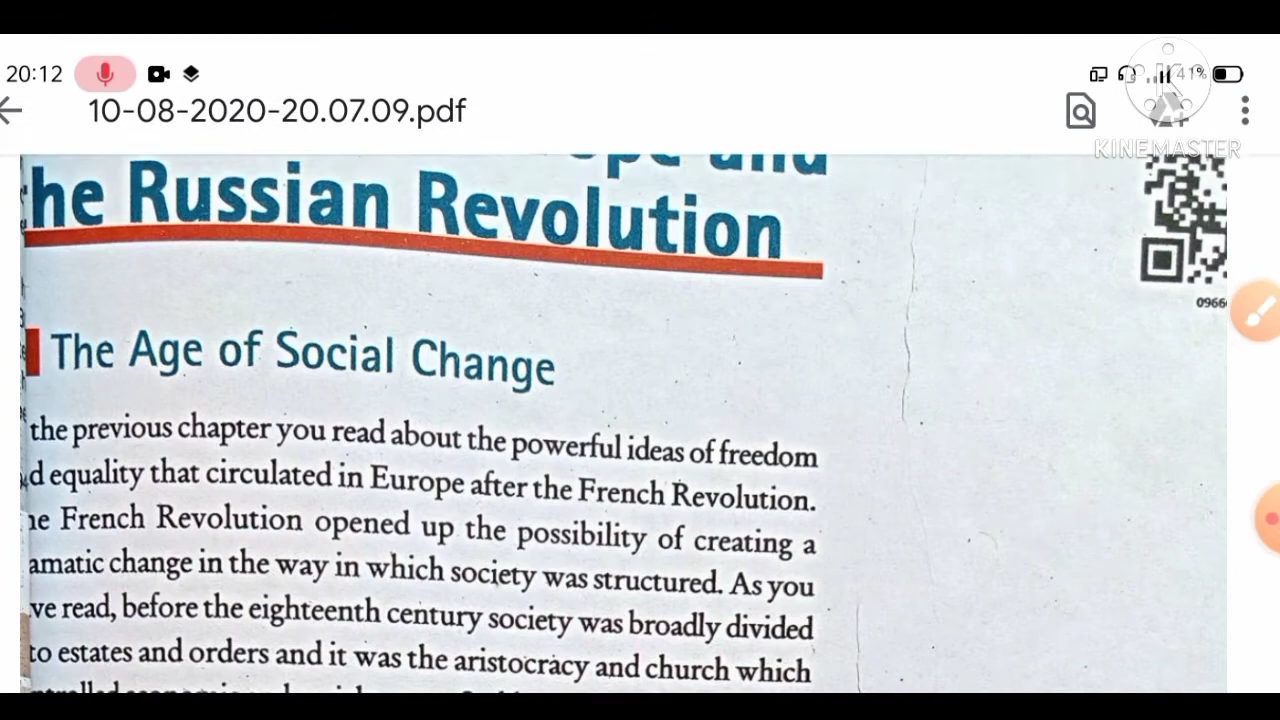 20:12
41%
10-08-2020-20.07.09.pdf
KINEMASTER
and
he Russian Revolution
0966
The Age of Social Change
the previous chapter you read about the powerful ideas of freedom
d equality that circulated in Europe after the French Revolution.
he French Revolution opened up the possibility of creating a
amatic change in the way in which society was structured. As you
ve read, before the eighteenth century society was broadly divided
to estates and orders and it was the aristocracy and church which